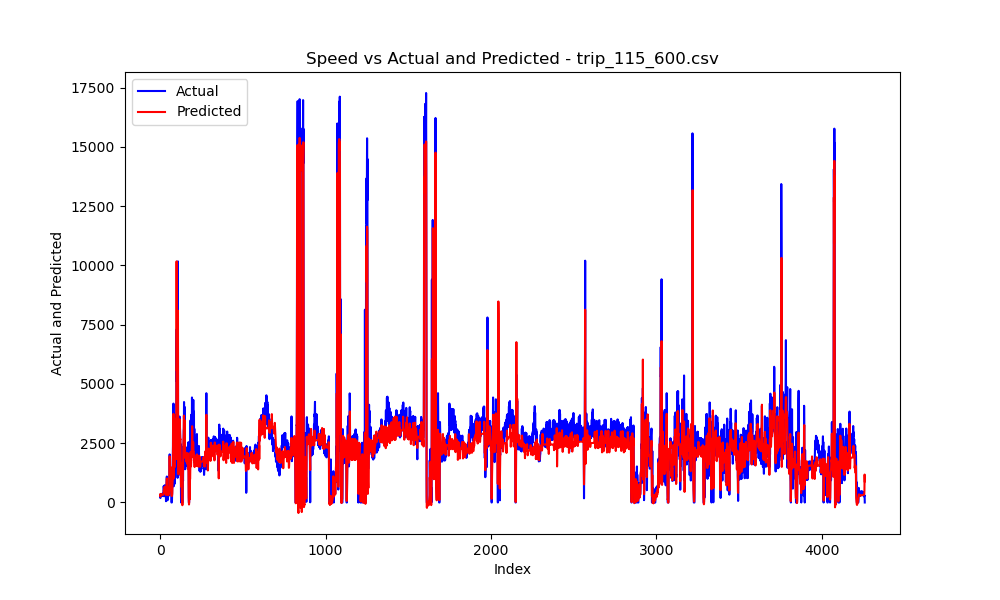 Speed vs Actual and Predicted - trip_115_600.csv
Actual
Predicted
17500
15000
12500
10000
7500
5000
2500
0
Actual and Predicted
0
1000
2000
3000
4000
Index